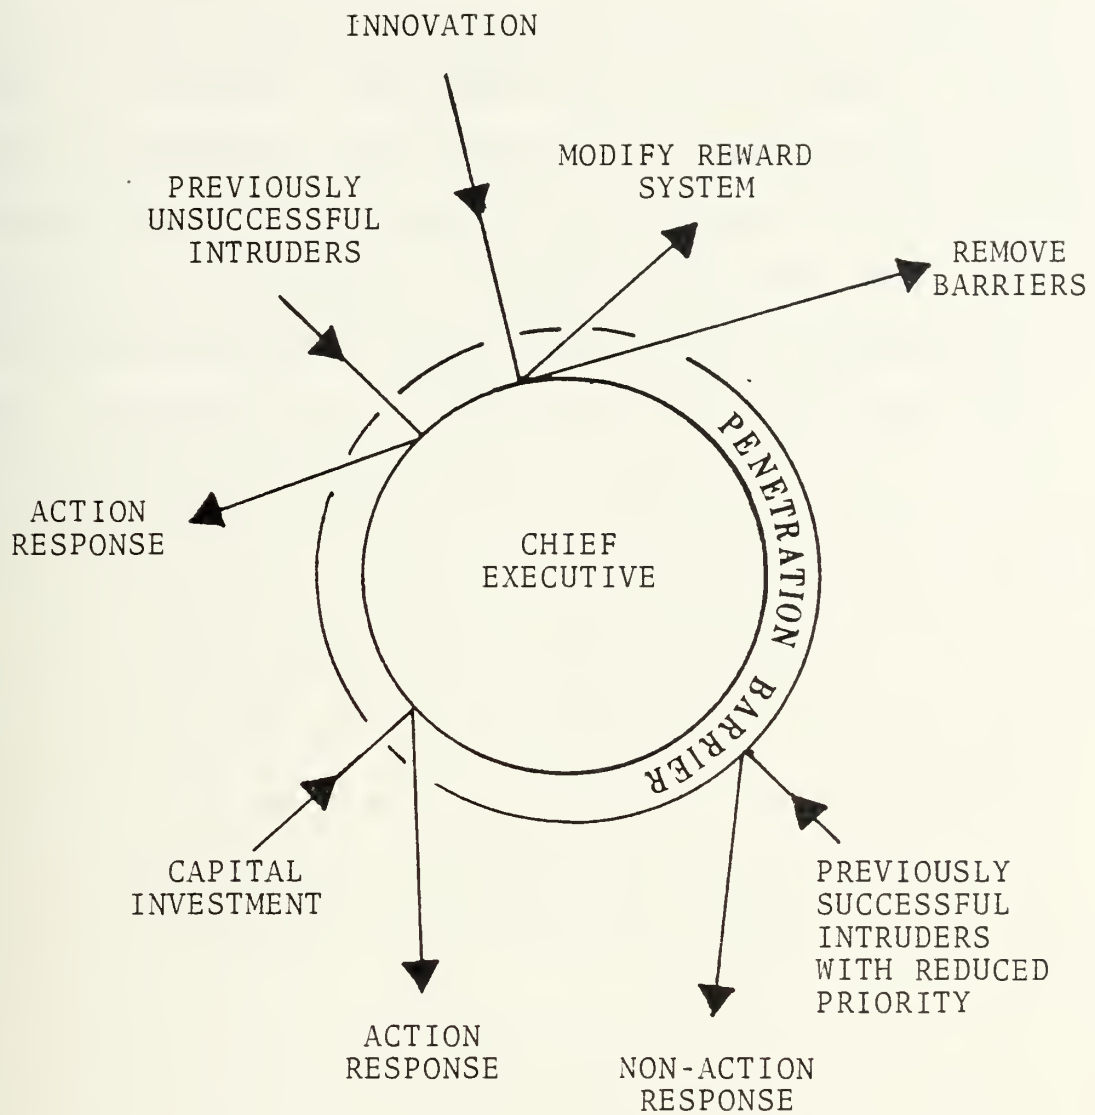 INNOVATION
MODIFY REWARD
SYSTEM
PREVIOUSLY
UNSUCCESSFUL
INTRUDERS
REMOVE
BARRIERS
PENETRATION BARRIER
ACTION
RESPONSE
CHIEF
EXECUTIVE
CAPITAL
INVESTMENT
PREVIOUSLY
SUCCESSFUL
INTRUDERS
WITH REDUCED
PRIORITY
ACTION
RESPONSE
NON-ACTION
RESPONSE